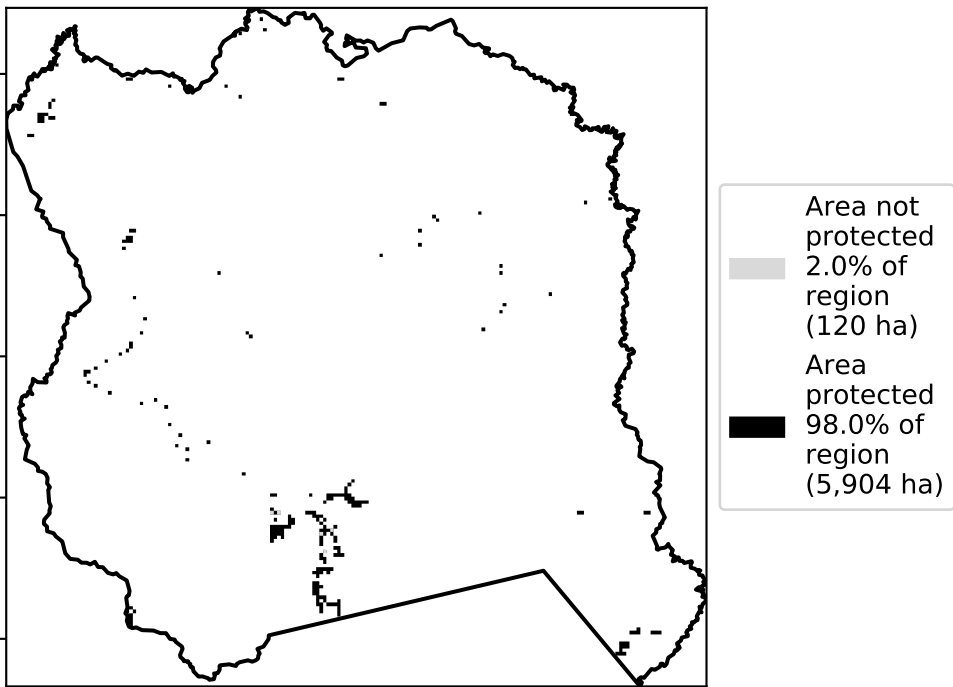 Area not
protected
2.0% of
region
(120 ha)
Area
protected
98.0% of
region
(5,904 ha)